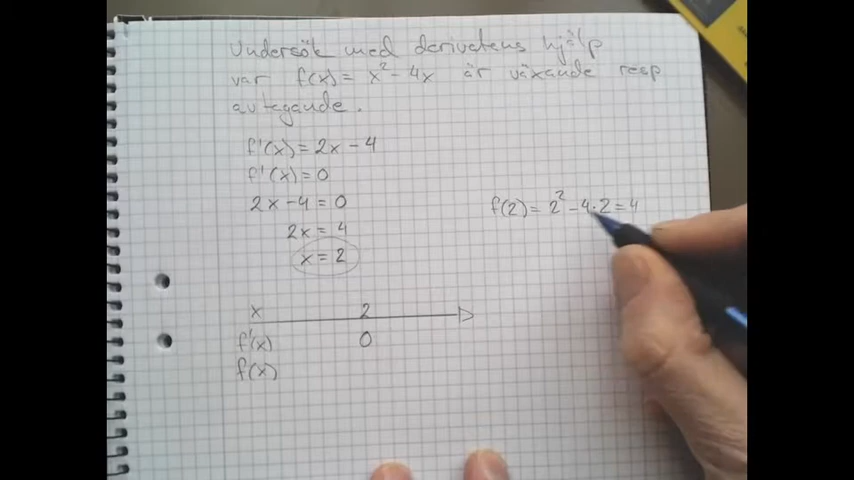 Undersök med derivatens hjälp
var f(x) = x² - 4x är växande resp
avtagande.
f'(x) = 2x - 4
f'(x) = 0
2x - 4 = 0
2x = 4
x = 2
f(2) = 2² - 4·2 = 4
x 2
f'(x) 0
f(x)